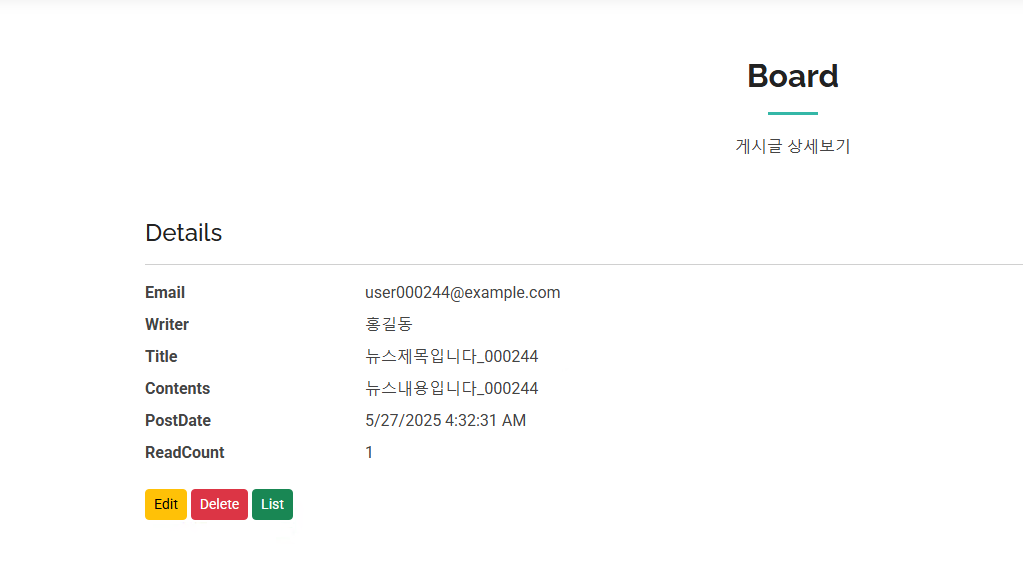 Board
게시글 상세보기
Details
Email user000244@example.com
Writer 홍길동
Title 뉴스제목입니다_000244
Contents 뉴스내용입니다_000244
PostDate 5/27/2025 4:32:31 AM
ReadCount 1
Edit Delete List